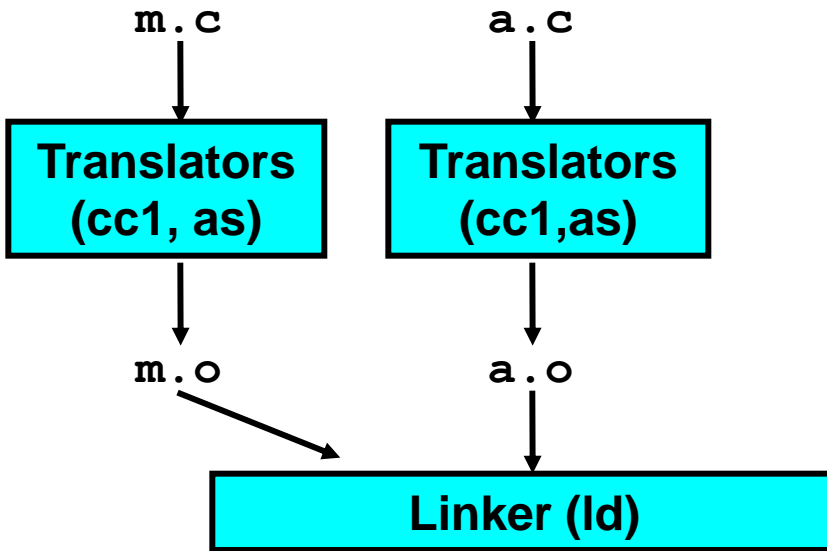 m.c
a.c
Translators
(cc1, as)
Translators
(cc1,as)
m.o
a.o
Linker (ld)